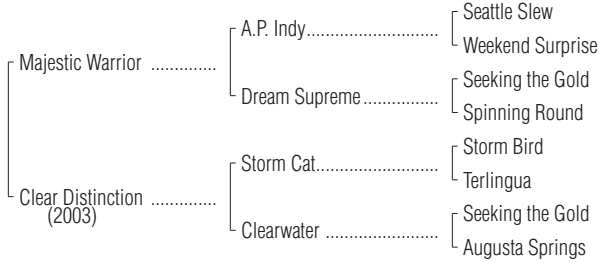 Seattle Slew
A.P. Indy..............................
Weekend Surprise
Majestic Warrior ..............
Seeking the Gold
Dream Supreme.................
Spinning Round
Storm Bird
Storm Cat............................
Terlingua
Clear Distinction ..............
(2003)
Seeking the Gold
Clearwater .........................
Augusta Springs